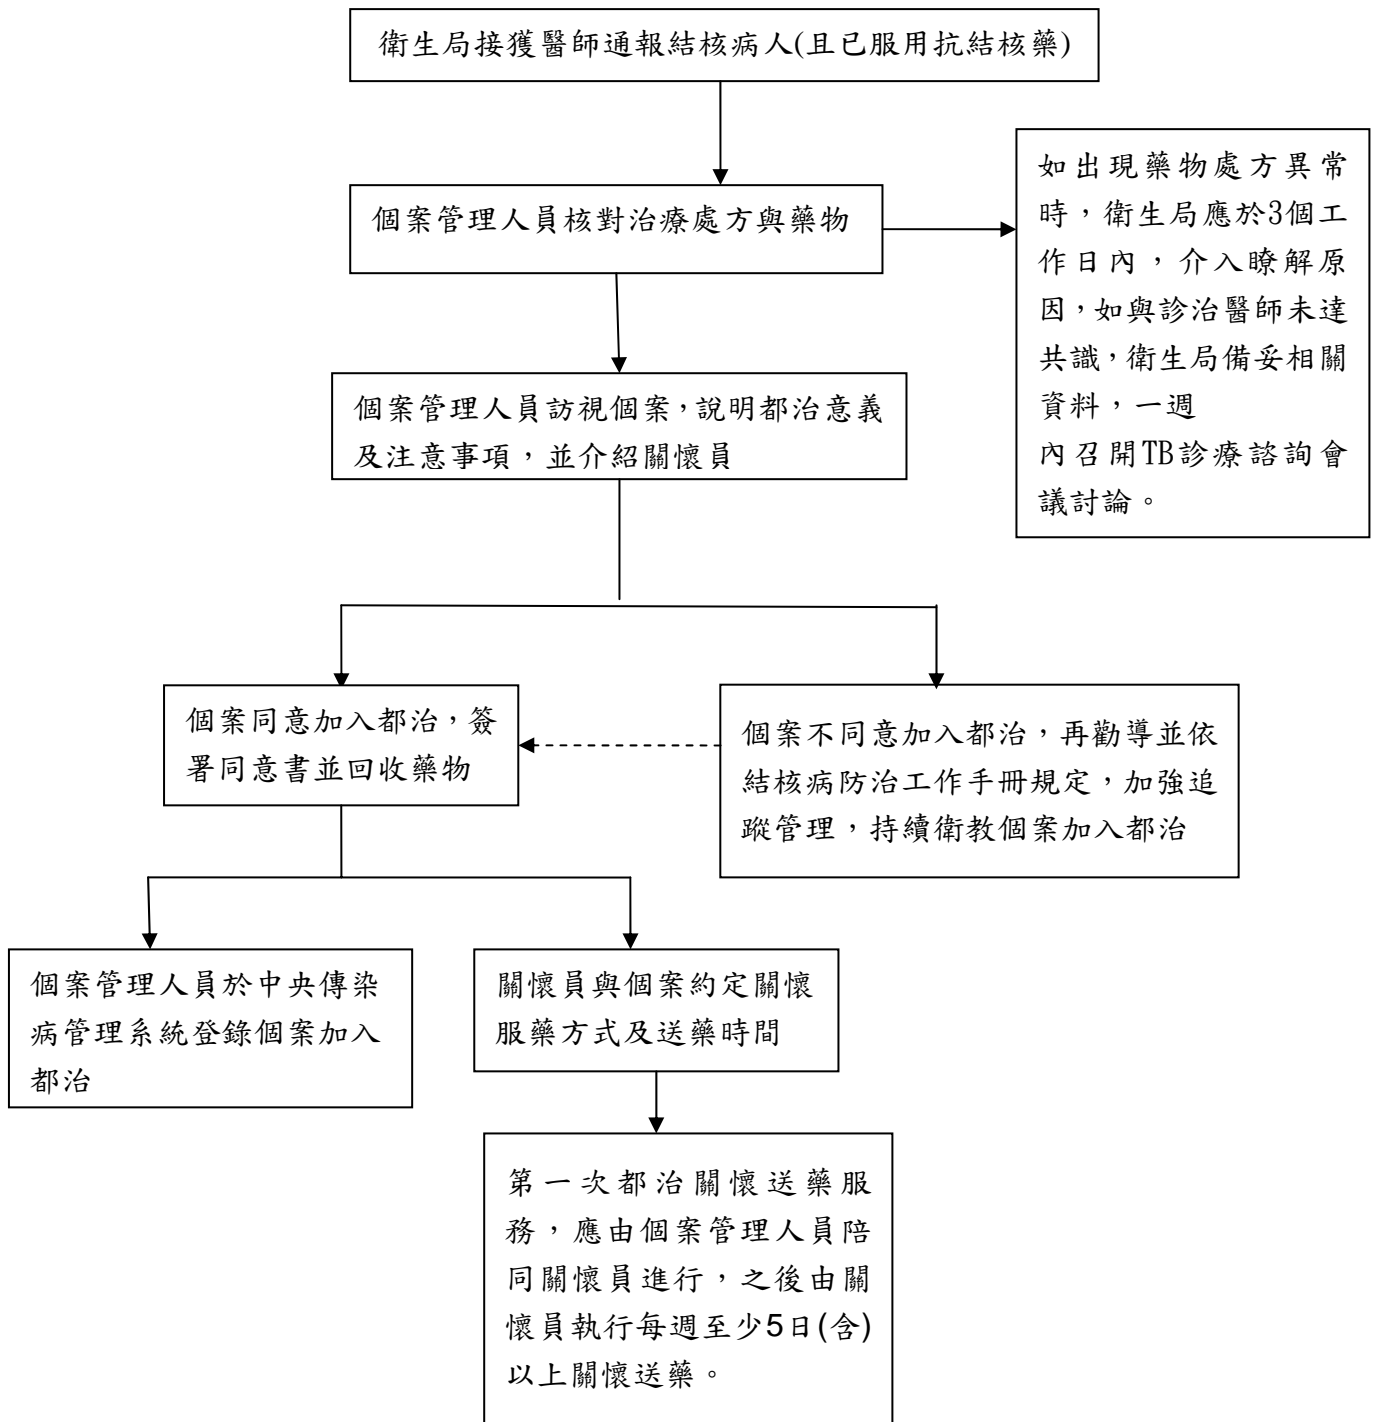 衛生局接獲醫師通報結核病人(且已服用抗結核藥)
個案管理人員核對治療處方與藥物
如出現藥物處方異常
時，衛生局應於3個工
作日內，介入瞭解原
因，如與診治醫師未達
共識，衛生局備妥相關
資料，一週
內召開TB診療諮詢會
議討論。
個案管理人員訪視個案，說明都治意義
及注意事項，並介紹關懷員
個案同意加入都治，簽
署同意書並回收藥物
個案不同意加入都治，再勸導並依
結核病防治工作手冊規定，加強追
蹤管理，持續衛教個案加入都治
個案管理人員於中央傳染
病管理系統登錄個案加入
都治
關懷員與個案約定關懷
服藥方式及送藥時間
第一次都治關懷送藥服
務，應由個案管理人員陪
同關懷員進行，之後由關
懷員執行每週至少5日(含)
以上關懷送藥。